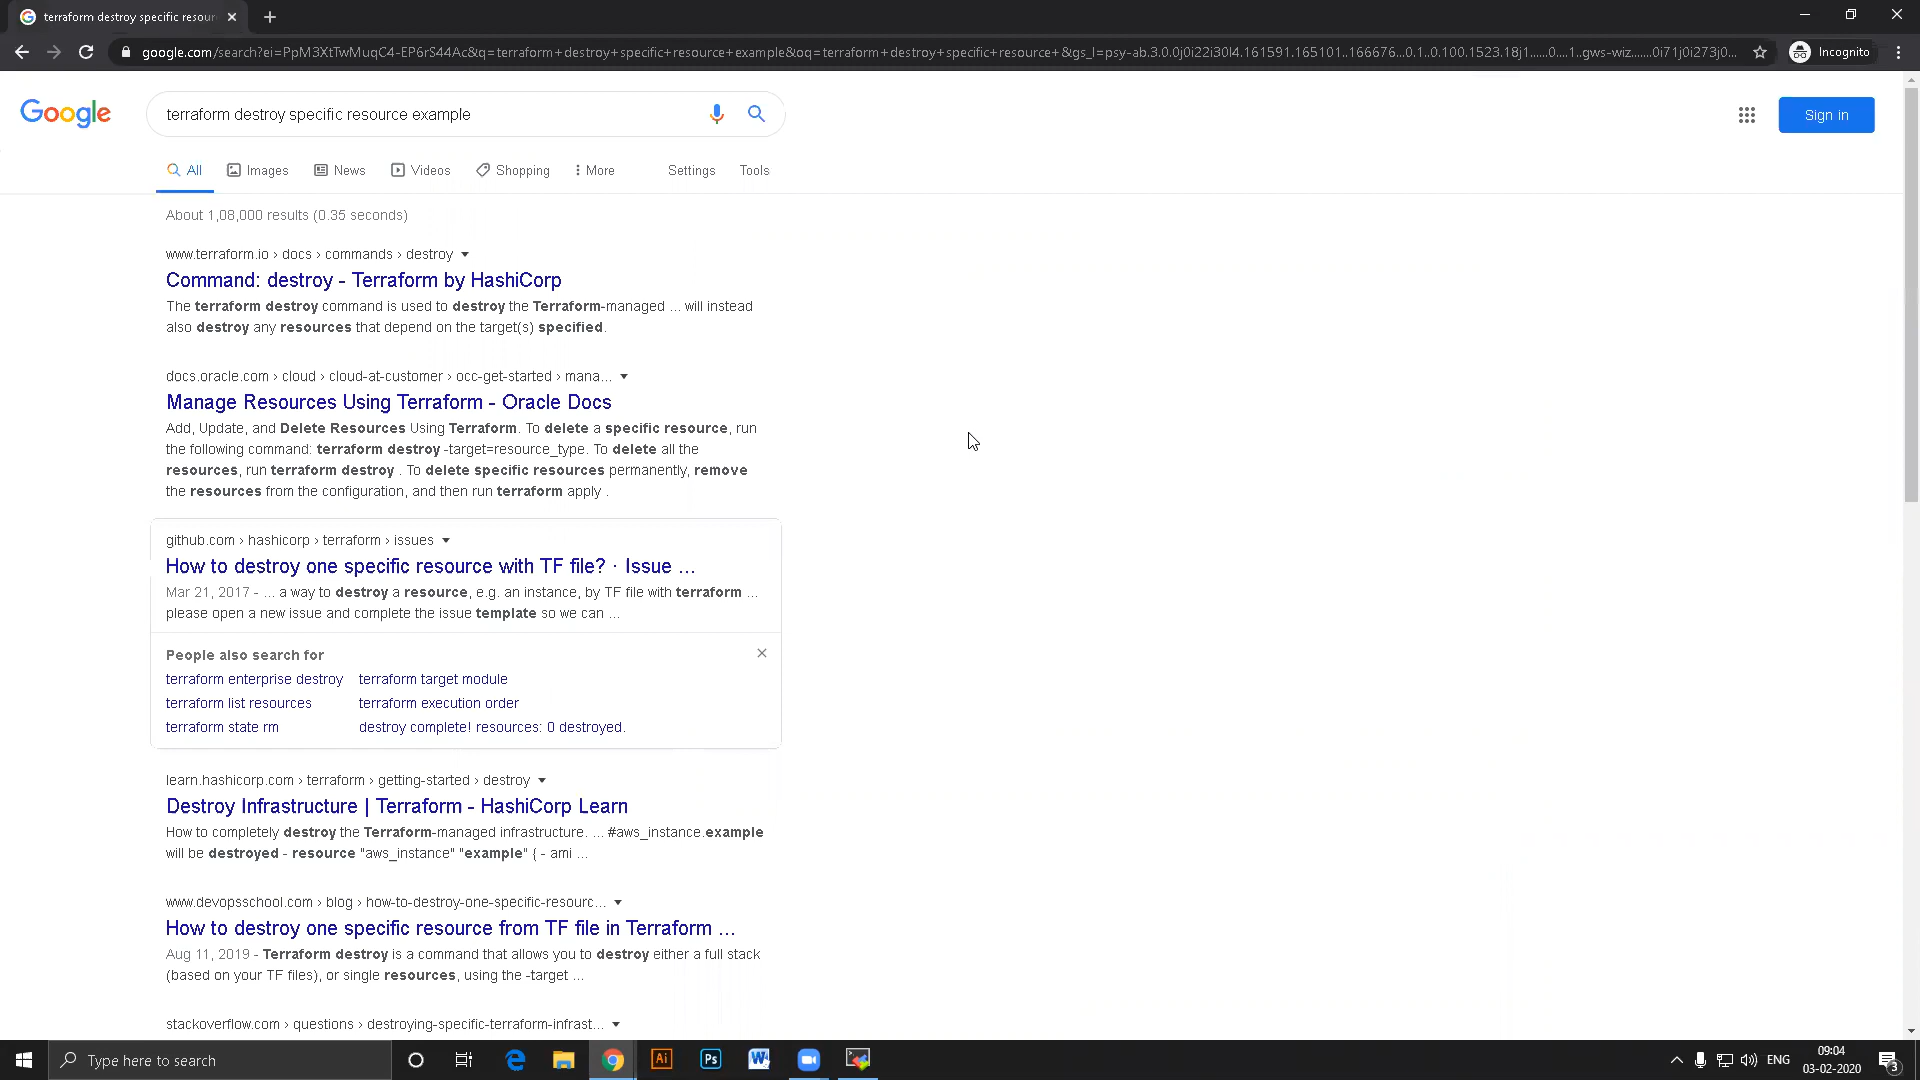 terraform destroy specific resour
google.com/search?ei=PpM3XtTwMuqC4-EP6rS44Ac&q=terraform+destroy+specific+resource+example&oq=terraform+destroy+specific+resource+&gs_l=psy-ab.3.0.0j0i22i30l4.161591.165101..166676...0.1..0.100.1523.18j1......0....1..gws-wiz.......0i71j0i273j0...
Incognito
Google
terraform destroy specific resource example
Sign in
All Images News Videos Shopping More Settings Tools
About 1,08,000 results (0.35 seconds)
www.terraform.io › docs › commands › destroy
Command: destroy - Terraform by HashiCorp
The terraform destroy command is used to destroy the Terraform-managed ... will instead
also destroy any resources that depend on the target(s) specified.
docs.oracle.com › cloud › cloud-at-customer › occ-get-started › mana...
Manage Resources Using Terraform - Oracle Docs
Add, Update, and Delete Resources Using Terraform. To delete a specific resource, run
the following command: terraform destroy -target=resource_type. To delete all the
resources, run terraform destroy . To delete specific resources permanently, remove
the resources from the configuration, and then run terraform apply .
github.com › hashicorp › terraform › issues
How to destroy one specific resource with TF file? · Issue ...
Mar 21, 2017 - ... a way to destroy a resource, e.g. an instance, by TF file with terraform ...
please open a new issue and complete the issue template so we can ...
People also search for
terraform enterprise destroy terraform target module
terraform list resources terraform execution order
terraform state rm destroy complete! resources: 0 destroyed.
learn.hashicorp.com › terraform › getting-started › destroy
Destroy Infrastructure | Terraform - HashiCorp Learn
How to completely destroy the Terraform-managed infrastructure. ... #aws_instance.example
will be destroyed - resource "aws_instance" "example" { - ami ...
www.devopsschool.com › blog › how-to-destroy-one-specific-resourc...
How to destroy one specific resource from TF file in Terraform ...
Aug 11, 2019 - Terraform destroy is a command that allows you to destroy either a full stack
(based on your TF files), or single resources, using the -target ...
stackoverflow.com › questions › destroying-specific-terraform-infrast...
Type here to search
Ai
Ps
W
ENG
09:04
03-02-2020
3